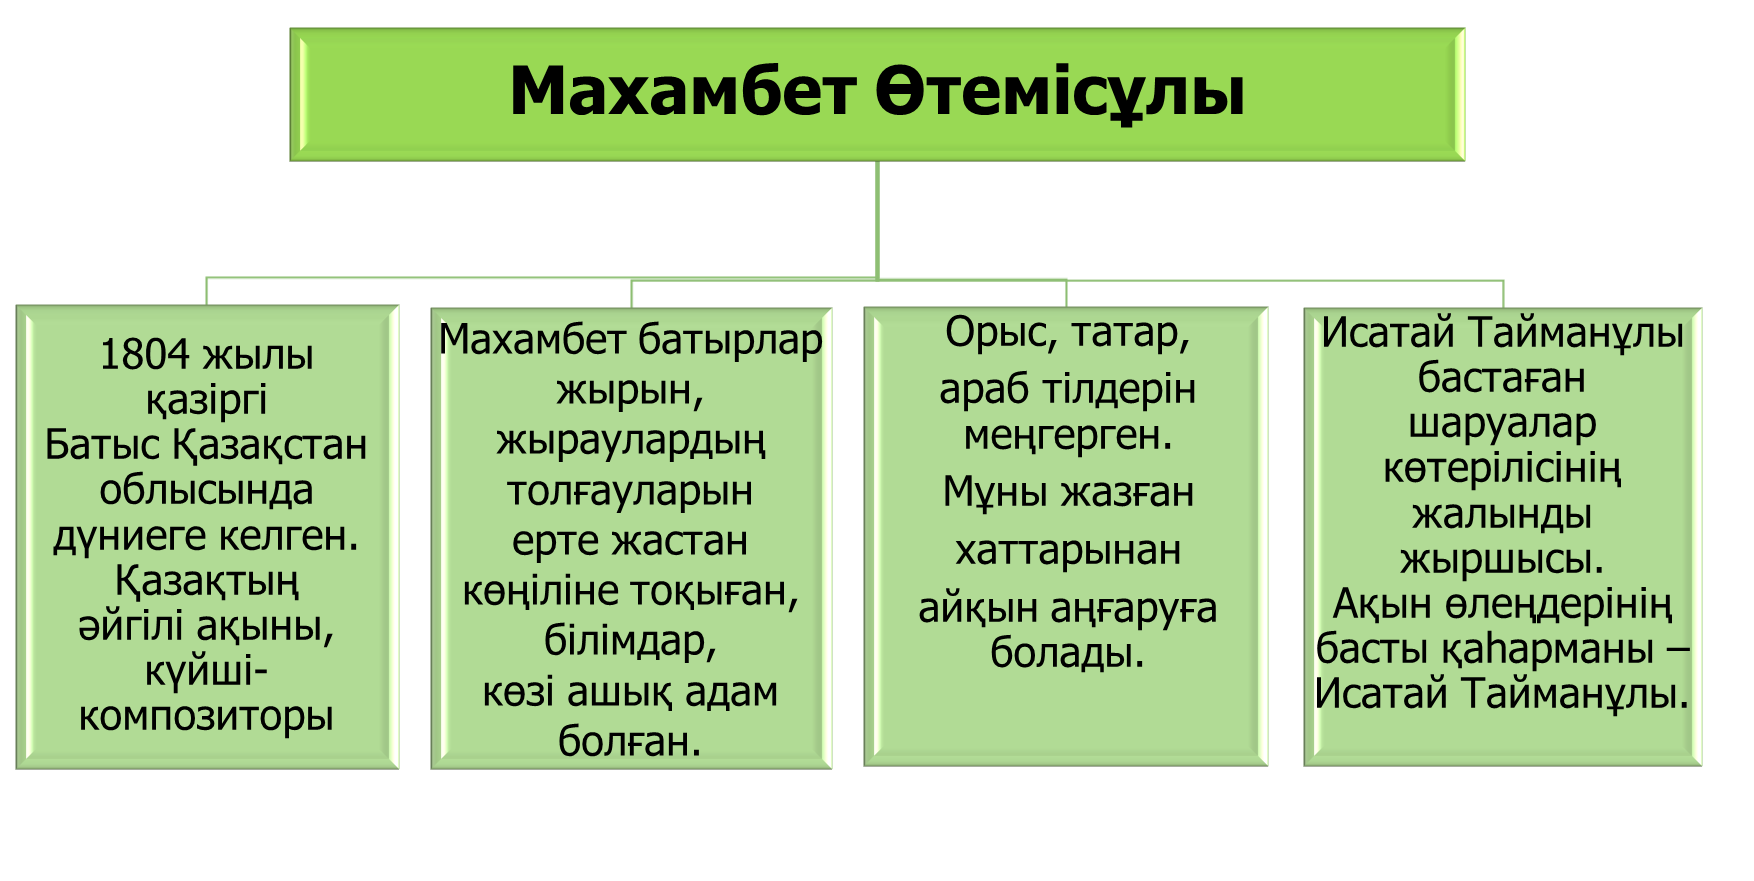 Махамбет Өтемісұлы
1804 жылы
қазіргі
Батыс Қазақстан
облысында
дүниеге келген.
Қазақтың
әйгілі ақыны,
күйші-
композиторы
Махамбет батырлар
жырын,
жыраулардың
толғауларын
ерте жастан
көңіліне тоқыған,
білімдар,
көзі ашық адам
болған.
Орыс, татар,
араб тілдерін
меңгерген.
Мұны жазған
хаттарынан
айқын аңғаруға
болады.
Исатай Тайманұлы
бастаған
шаруалар
көтерілісінің
жалынды
жыршысы.
Ақын өлеңдерінің
басты қаһарманы –
Исатай Тайманұлы.